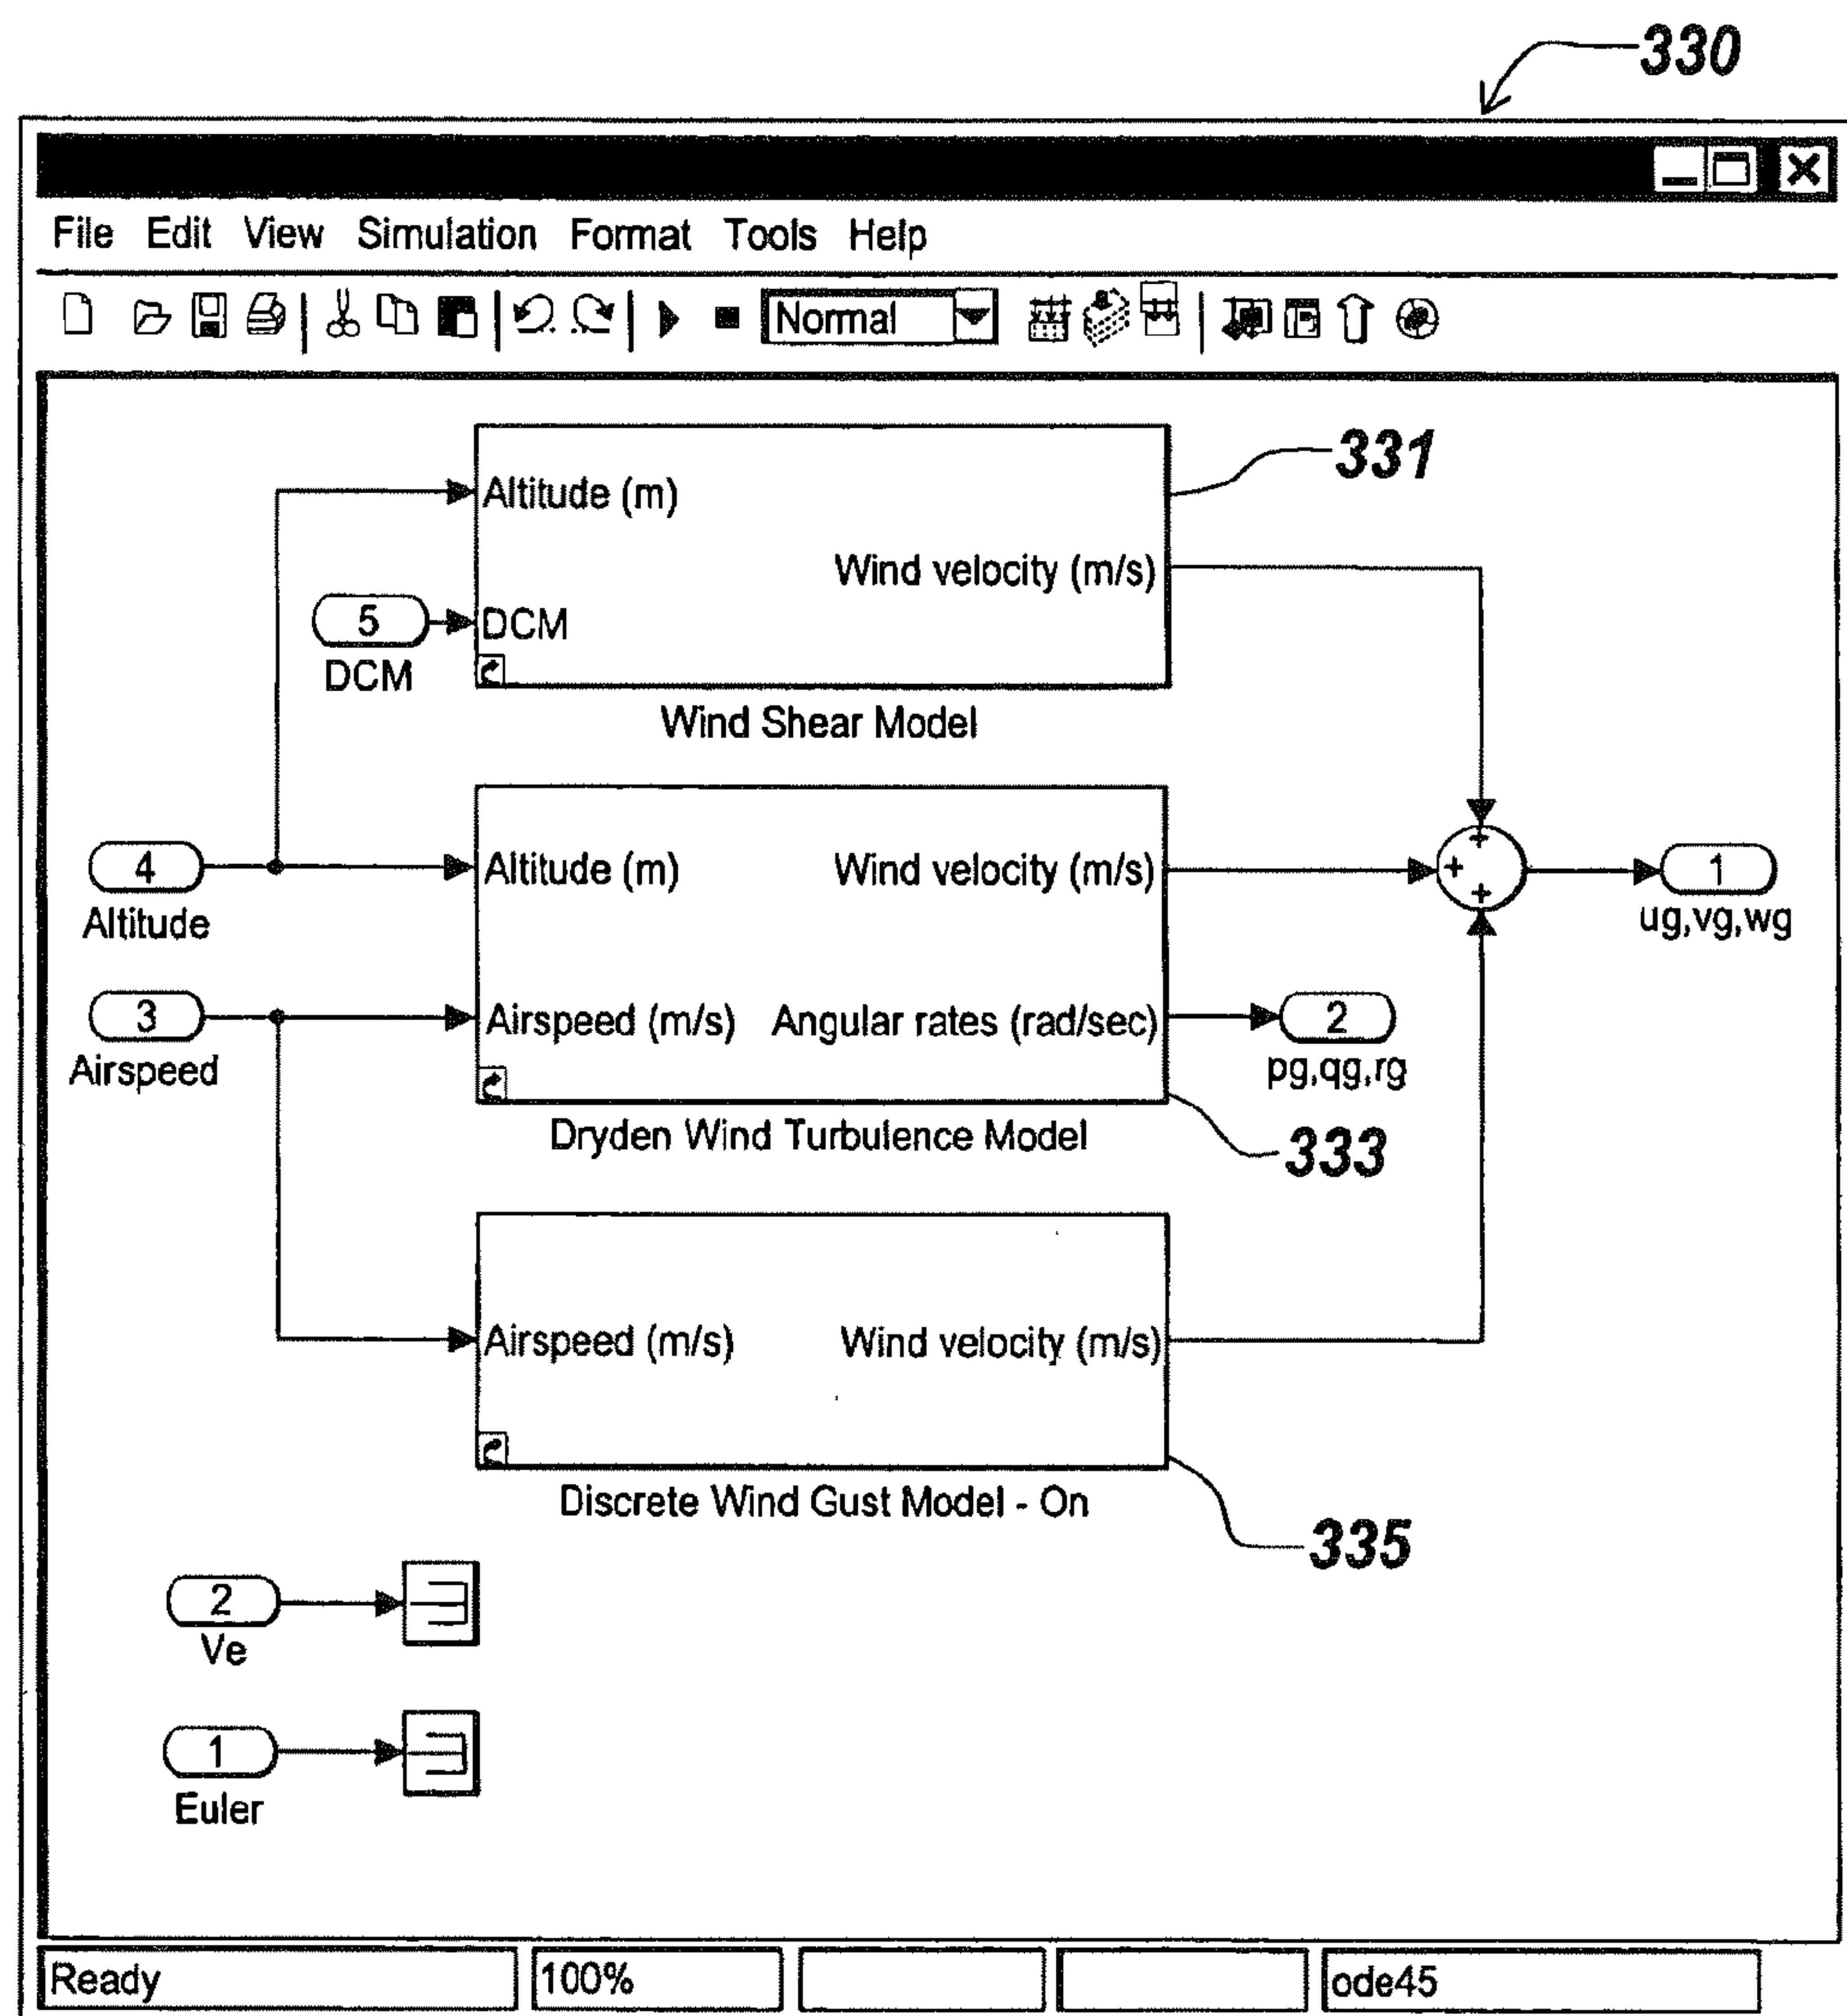 330
File Edit View Simulation Format Tools Help
Normal
331
Altitude (m)
Wind velocity (m/s)
5
DCM
DCM
Wind Shear Model
4
Altitude
Altitude (m)
Wind velocity (m/s)
+
+
+
1
ug,vg,wg
3
Airspeed
Airspeed (m/s)
Angular rates (rad/sec)
2
pg,qg,rg
Dryden Wind Turbulence Model
333
Airspeed (m/s)
Wind velocity (m/s)
Discrete Wind Gust Model - On
335
2
Ve
1
Euler
Ready
100%
ode45